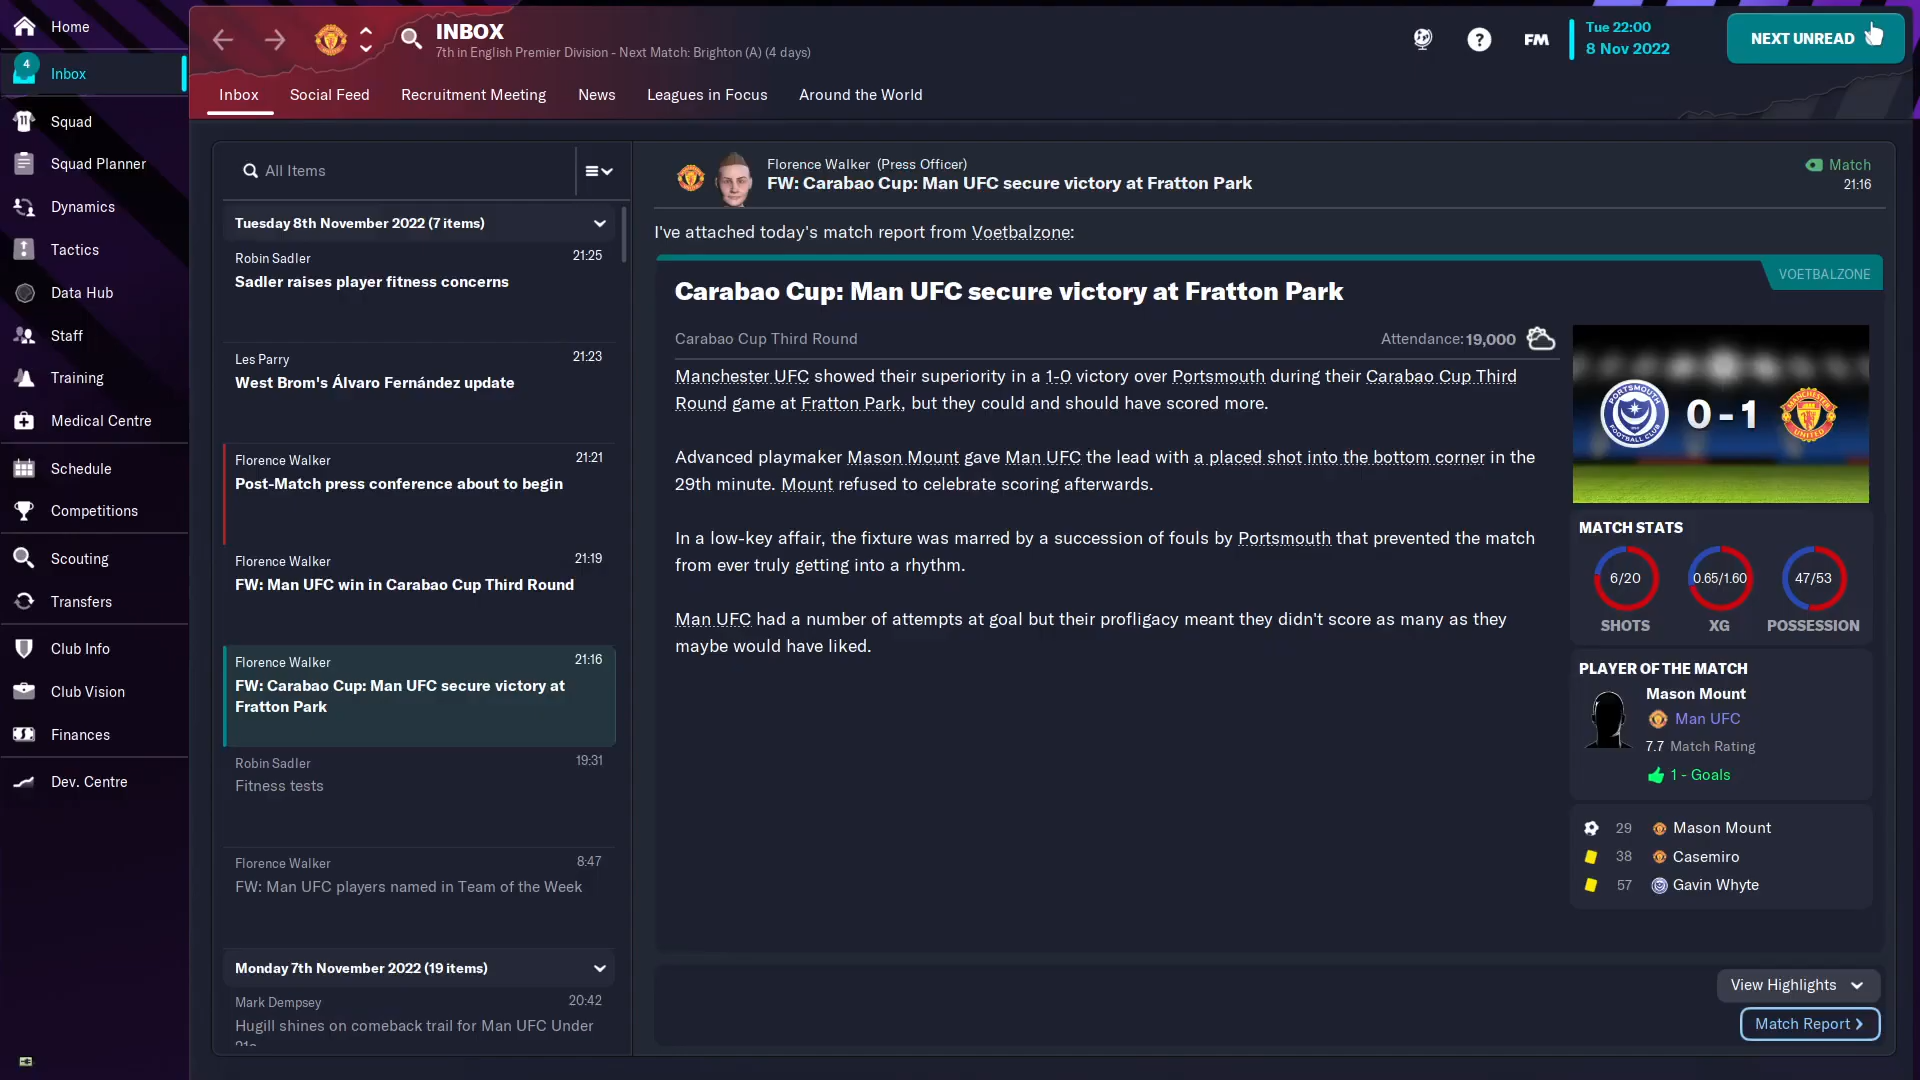 Home
4
Inbox
Squad
Squad Planner
Dynamics
Tactics
Data Hub
Staff
Training
Medical Centre
Schedule
Competitions
Scouting
Transfers
Club Info
Club Vision
Finances
Dev. Centre
INBOX
7th in English Premier Division - Next Match: Brighton (A) (4 days)
FM
Tue 22:00
8 Nov 2022
NEXT UNREAD
Inbox
Social Feed
Recruitment Meeting
News
Leagues in Focus
Around the World
All Items
Tuesday 8th November 2022 (7 items)
Robin Sadler 21:25
Sadler raises player fitness concerns
Les Parry 21:23
West Brom's Álvaro Fernández update
Florence Walker 21:21
Post-Match press conference about to begin
Florence Walker 21:19
FW: Man UFC win in Carabao Cup Third Round
Florence Walker 21:16
FW: Carabao Cup: Man UFC secure victory at
Fratton Park
Robin Sadler 19:31
Fitness tests
Florence Walker 8:47
FW: Man UFC players named in Team of the Week
Monday 7th November 2022 (19 items)
Mark Dempsey 20:42
Hugill shines on comeback trail for Man UFC Under
21s
Florence Walker (Press Officer)
FW: Carabao Cup: Man UFC secure victory at Fratton Park
Match
21:16
I've attached today's match report from Voetbalzone:
VOETBALZONE
Carabao Cup: Man UFC secure victory at Fratton Park
Carabao Cup Third Round
Attendance: 19,000
Manchester UFC showed their superiority in a 1-0 victory over Portsmouth during their Carabao Cup Third
Round game at Fratton Park, but they could and should have scored more.
Advanced playmaker Mason Mount gave Man UFC the lead with a placed shot into the bottom corner in the
29th minute. Mount refused to celebrate scoring afterwards.
In a low-key affair, the fixture was marred by a succession of fouls by Portsmouth that prevented the match
from ever truly getting into a rhythm.
Man UFC had a number of attempts at goal but their profligacy meant they didn't score as many as they
maybe would have liked.
PORTSMOUTH
FOOTBALL CLUB
0 - 1
MANCHESTER
UNITED
MATCH STATS
6/20 0.65/1.60 47/53
SHOTS XG POSSESSION
PLAYER OF THE MATCH
Mason Mount
Man UFC
7.7 Match Rating
1 - Goals
29 Mason Mount
38 Casemiro
57 Gavin Whyte
View Highlights
Match Report